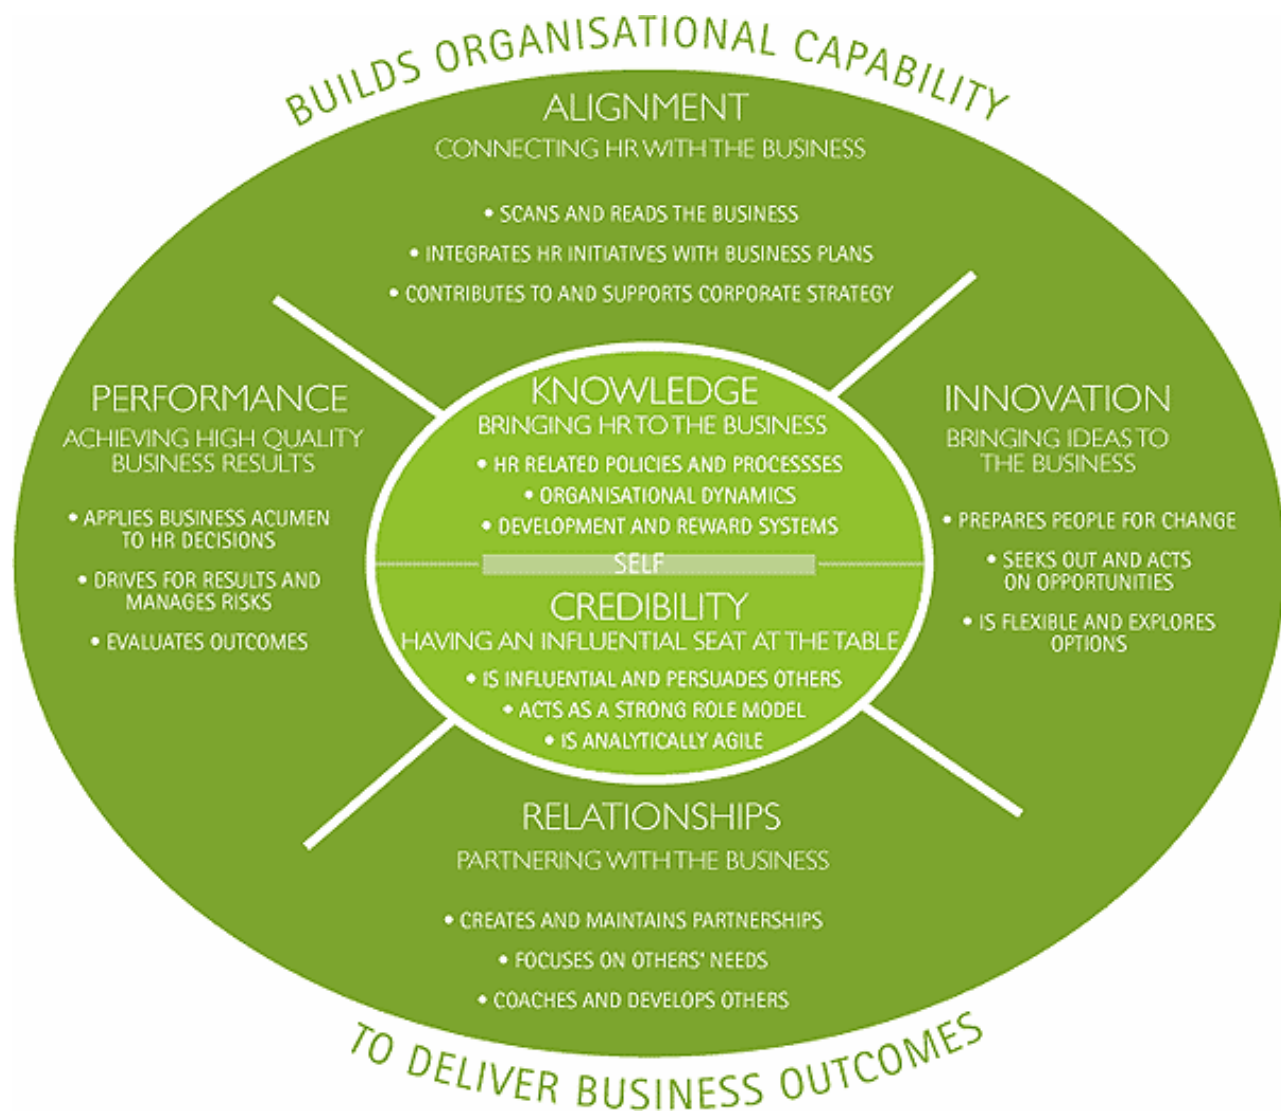 BUILDS ORGANISATIONAL CAPABILITY
ALIGNMENT
CONNECTING HR WITH THE BUSINESS
• SCANS AND READS THE BUSINESS
• INTEGRATES HR INITIATIVES WITH BUSINESS PLANS
• CONTRIBUTES TO AND SUPPORTS CORPORATE STRATEGY
PERFORMANCE
ACHIEVING HIGH QUALITY
BUSINESS RESULTS
• APPLIES BUSINESS ACUMEN
TO HR DECISIONS
• DRIVES FOR RESULTS AND
MANAGES RISKS
• EVALUATES OUTCOMES
KNOWLEDGE
BRINGING HR TO THE BUSINESS
• HR RELATED POLICIES AND PROCESSSES
• ORGANISATIONAL DYNAMICS
• DEVELOPMENT AND REWARD SYSTEMS
SELF
CREDIBILITY
HAVING AN INFLUENTIAL SEAT AT THE TABLE
• IS INFLUENTIAL AND PERSUADES OTHERS
• ACTS AS A STRONG ROLE MODEL
• IS ANALYTICALLY AGILE
INNOVATION
BRINGING IDEAS TO
THE BUSINESS
• PREPARES PEOPLE FOR CHANGE
• SEEKS OUT AND ACTS
ON OPPORTUNITIES
• IS FLEXIBLE AND EXPLORES
OPTIONS
RELATIONSHIPS
PARTNERING WITH THE BUSINESS
• CREATES AND MAINTAINS PARTNERSHIPS
• FOCUSES ON OTHERS' NEEDS
• COACHES AND DEVELOPS OTHERS
TO DELIVER BUSINESS OUTCOMES